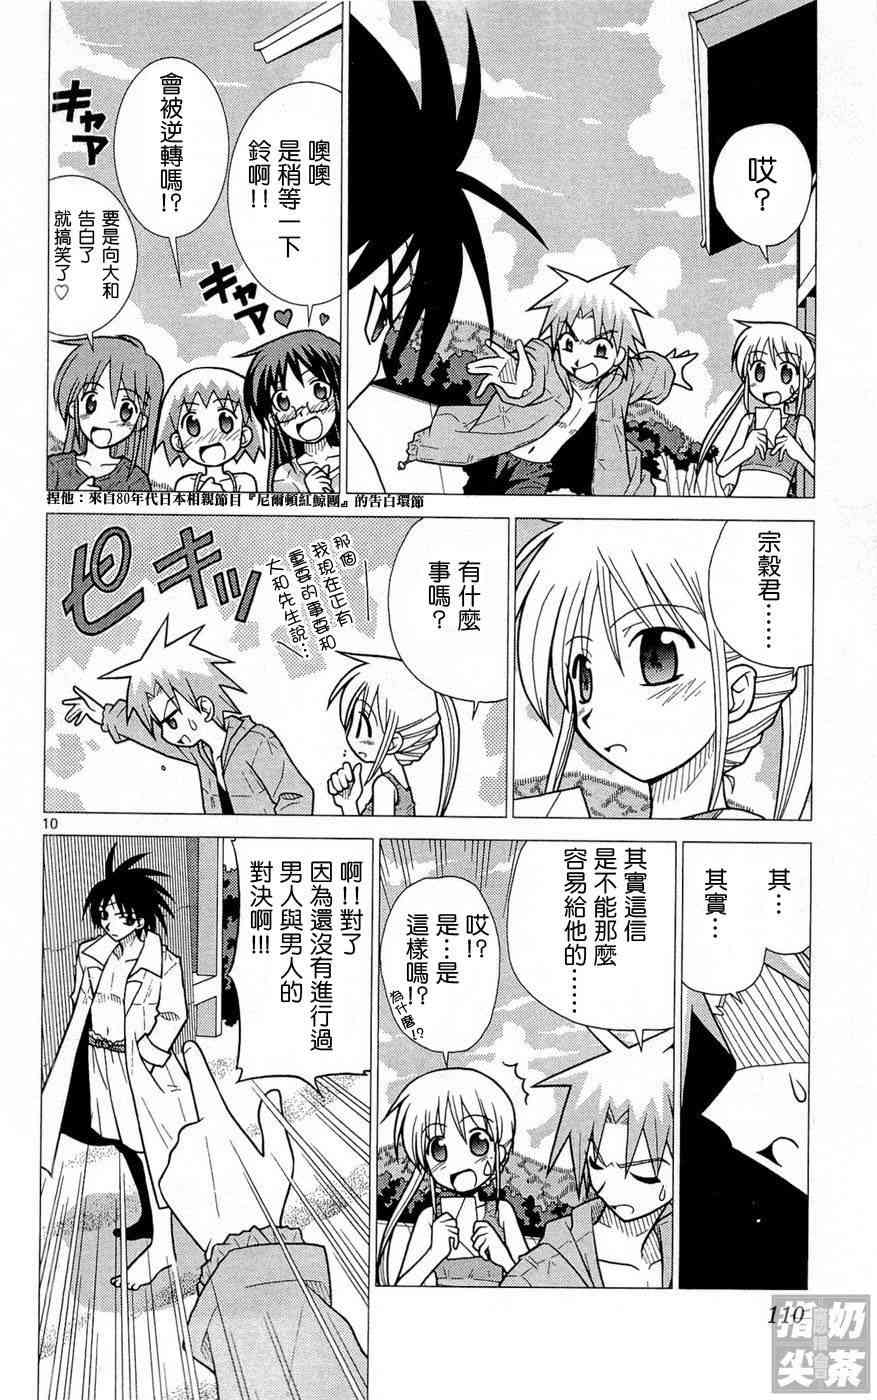 哎?
噢噢
是稍等一下
鈴啊!!
會被逆轉嗎!?
要是向大和
告白了
就搞笑了♡
キャア
キャア
捏他：來自80年代日本相親節目『尼爾頓紅鯨團』的告白環節
宗穀君……
有什麼
事嗎?
那個
我現在正有
重要的事要和
大和先生說…
ピキッ
10
其…
其實…
其實這信
是不能那麼
容易給他的……
哎!?
是…是
這樣嗎!?
為什麼!?
啊!!對了
因為還沒有進行過
男人與男人的
對決啊!!!
110
指 奶
尖 茶